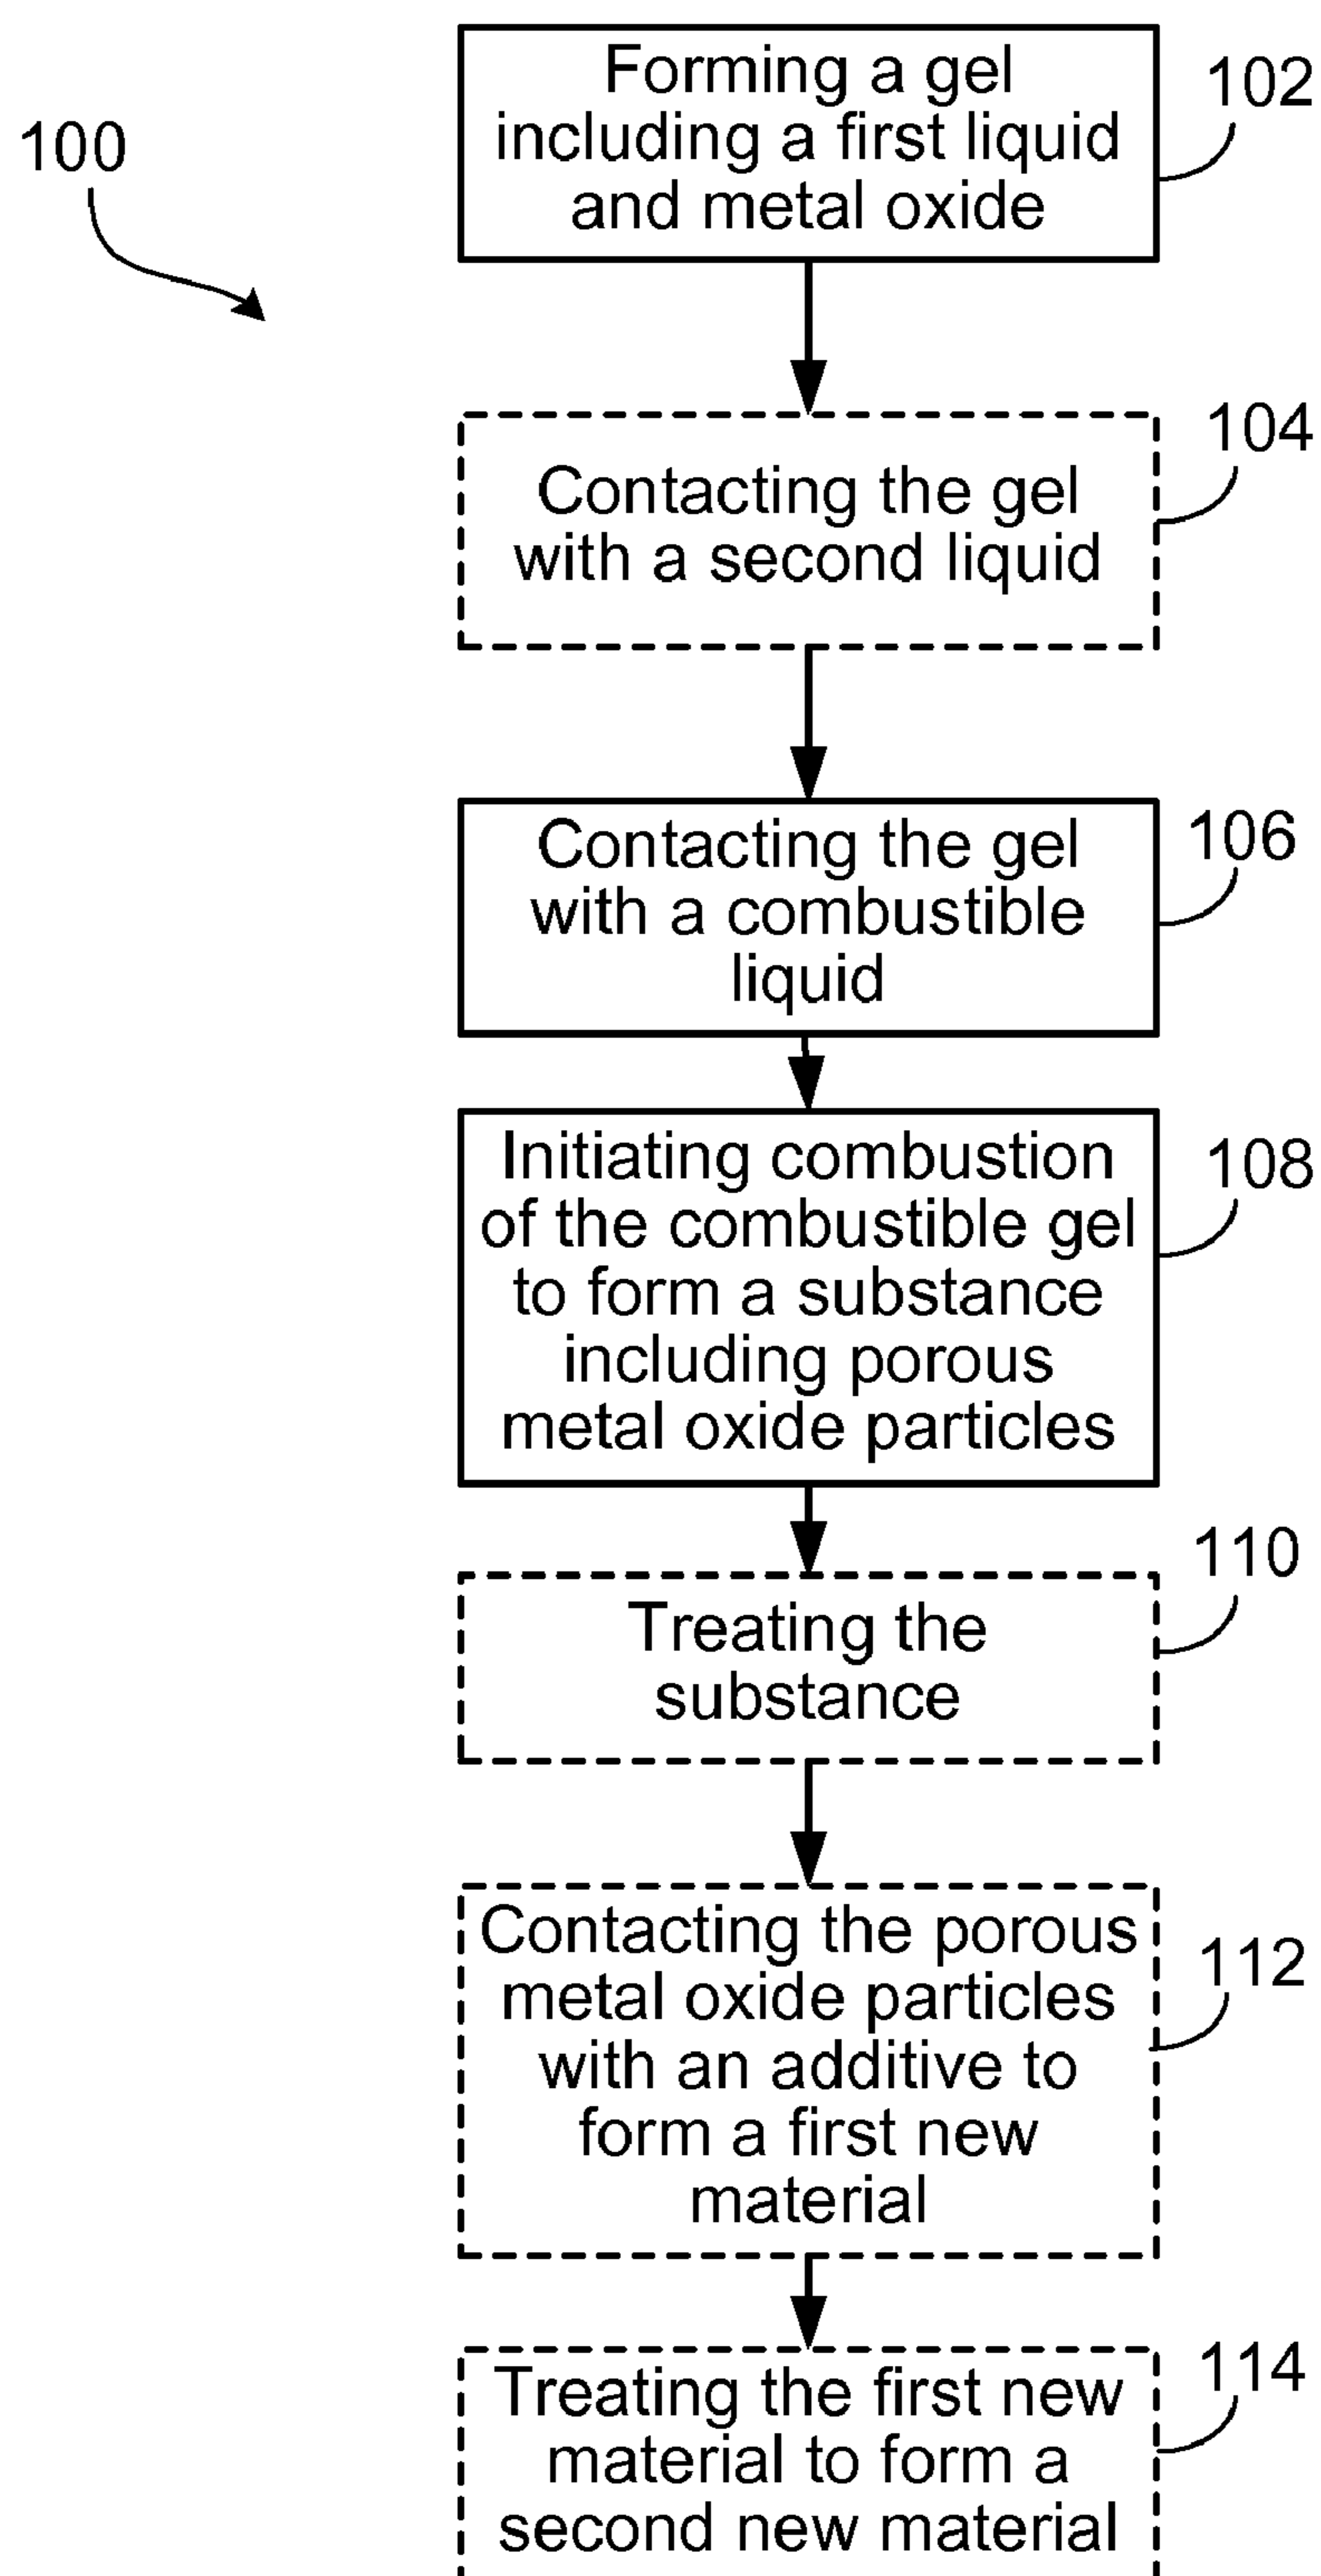 100
Forming a gel
including a first liquid
and metal oxide
102
Contacting the gel
with a second liquid
104
Contacting the gel
with a combustible
liquid
106
Initiating combustion
of the combustible gel
to form a substance
including porous
metal oxide particles
108
Treating the
substance
110
Contacting the porous
metal oxide particles
with an additive to
form a first new
material
112
Treating the first new
material to form a
second new material
114